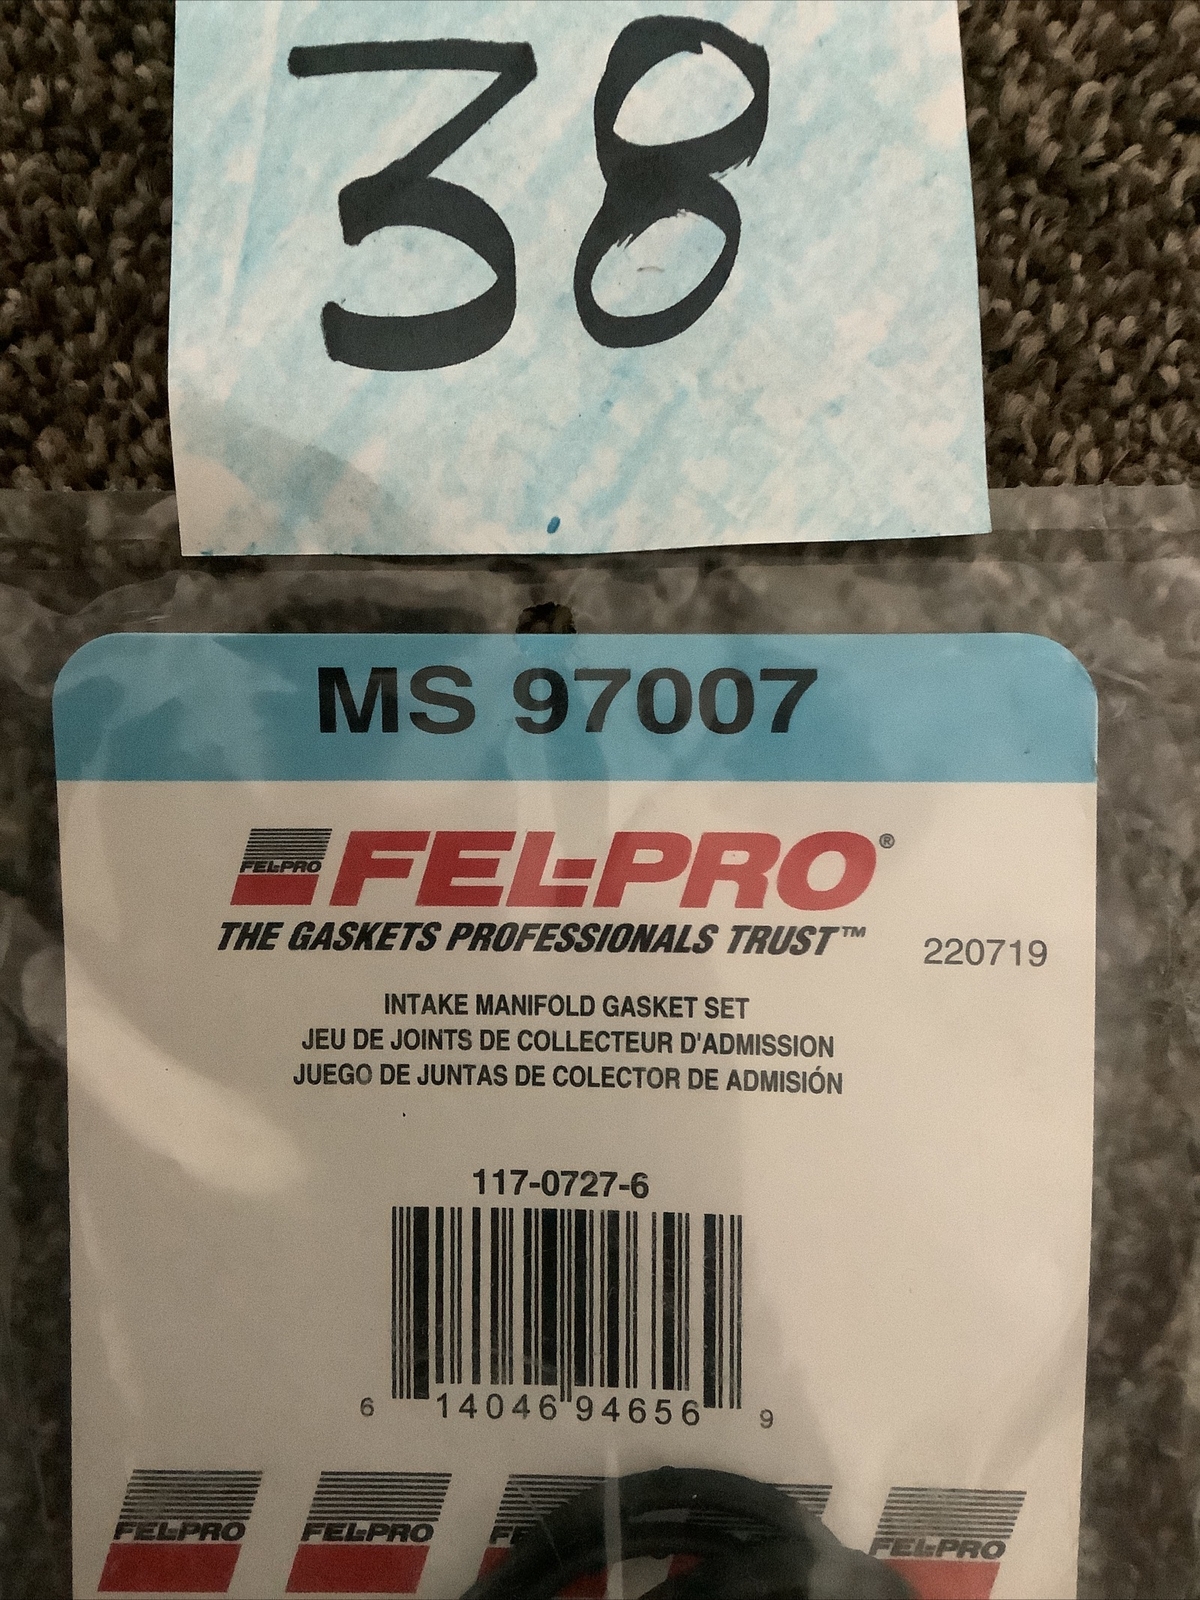 38
MS 97007
FEL-PRO FEL-PRO®
THE GASKETS PROFESSIONALS TRUST™
220719
INTAKE MANIFOLD GASKET SET
JEU DE JOINTS DE COLLECTEUR D'ADMISSION
JUEGO DE JUNTAS DE COLECTOR DE ADMISIÓN
117-0727-6
6 14046 94656 9
FEL-PRO FEL-PRO FE FEL-PRO